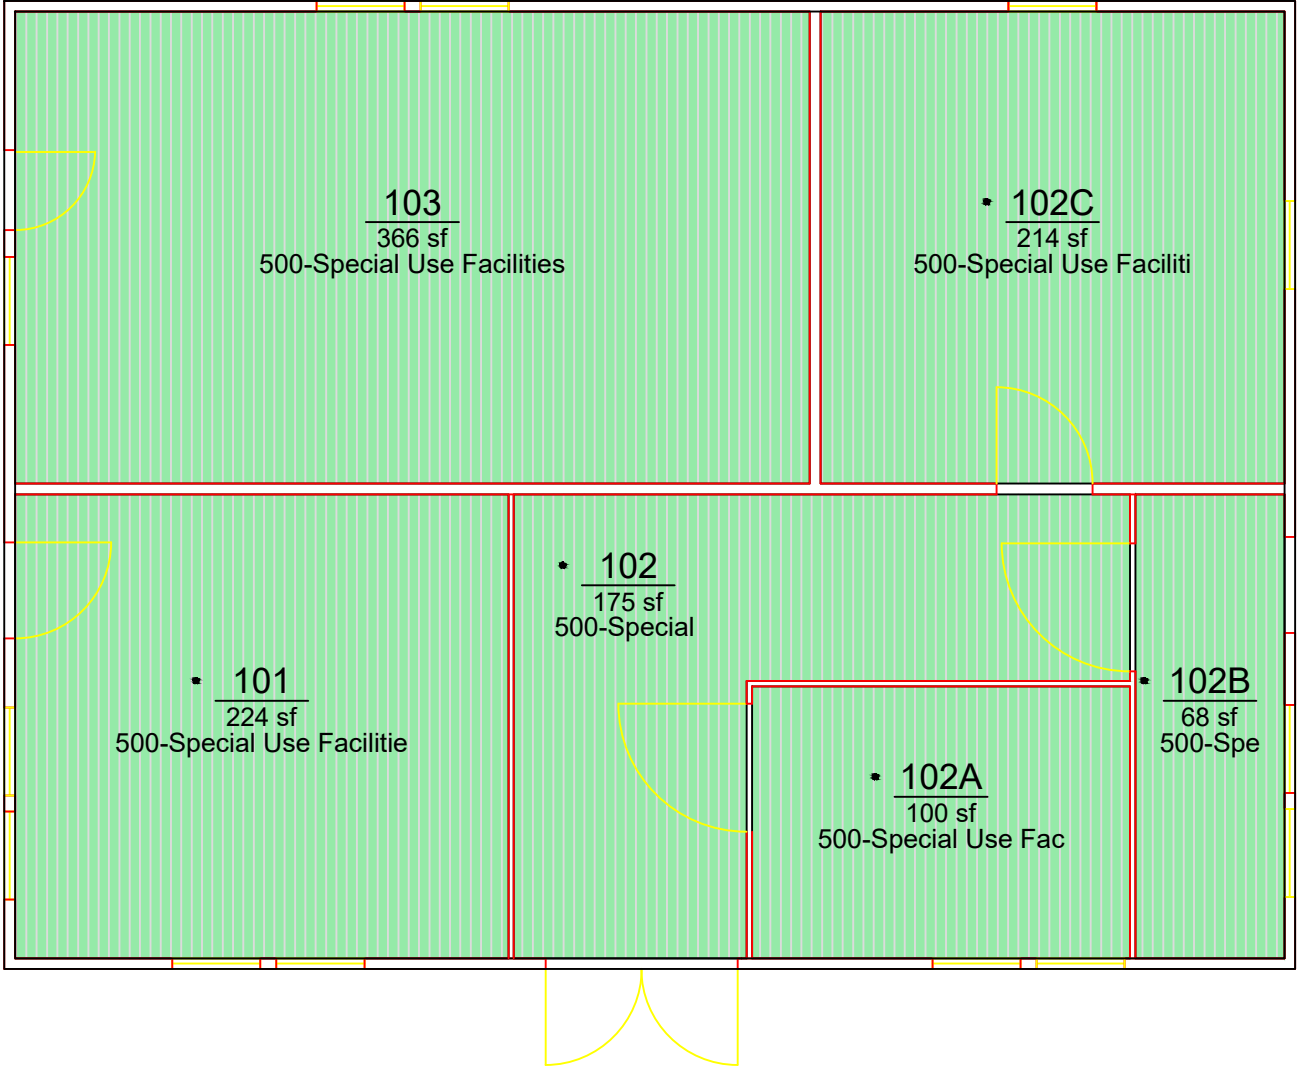 103
366 sf
500-Special Use Facilities
102C
214 sf
500-Special Use Faciliti
102
175 sf
500-Special
101
224 sf
500-Special Use Facilitie
102B
68 sf
500-Spe
102A
100 sf
500-Special Use Fac